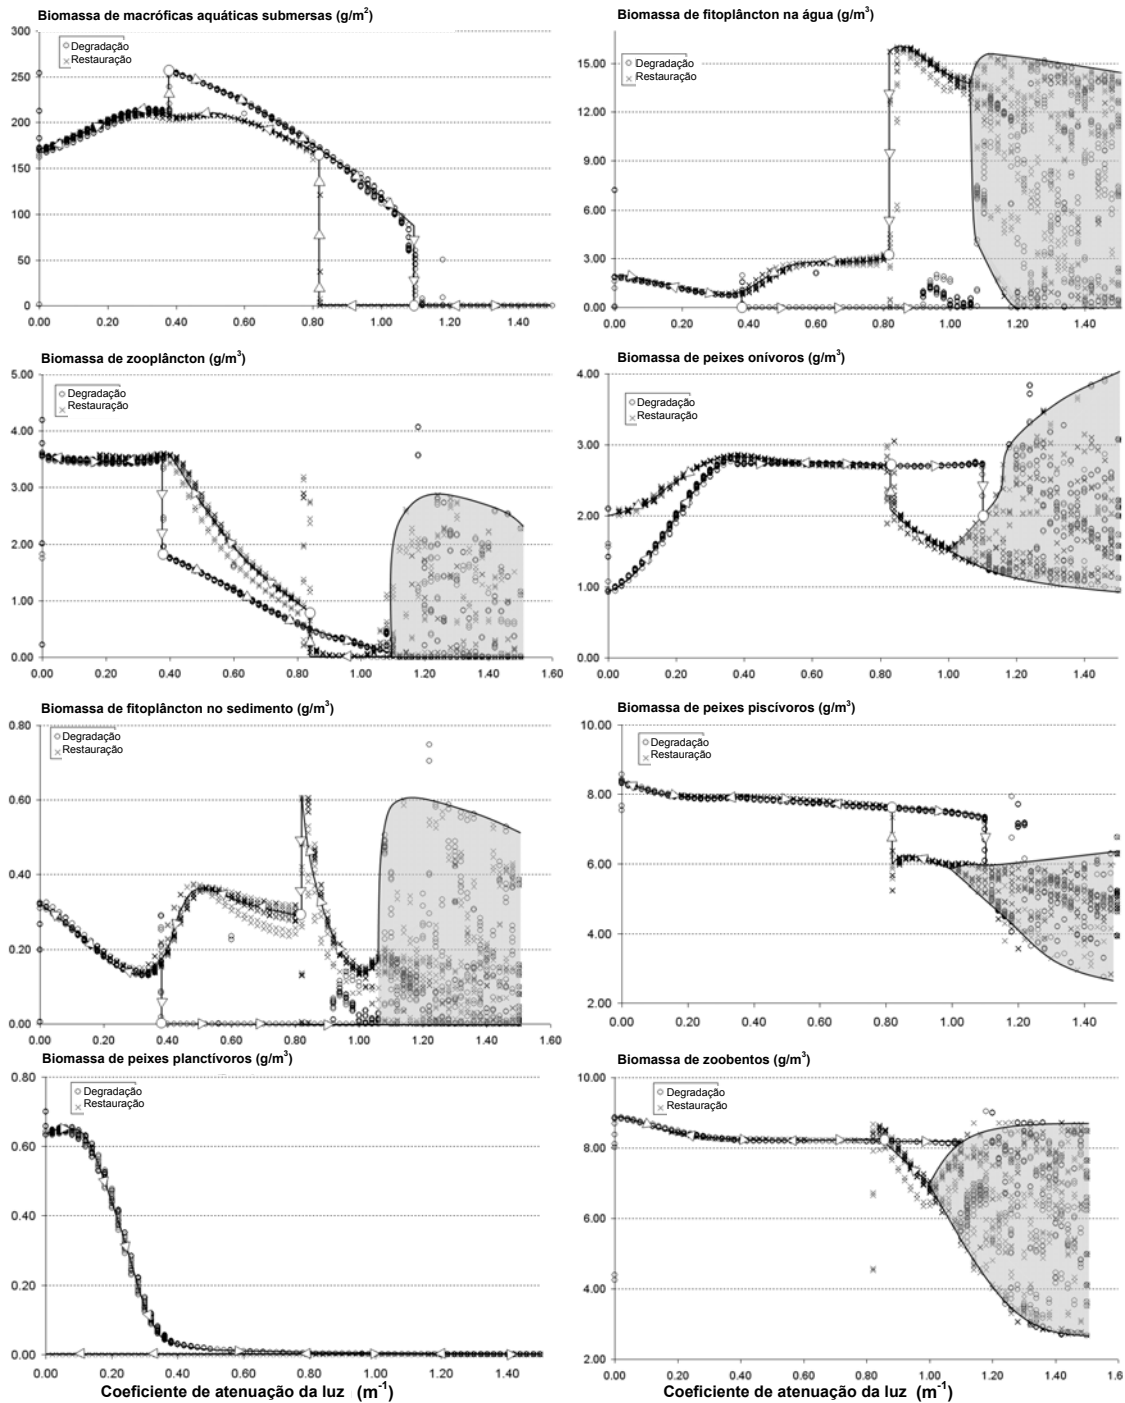 Biomassa de macróficas aquáticas submersas (g/m²)
300
250
200
150
100
50
0
Degradação
Restauração
0.00 0.20 0.40 0.60 0.80 1.00 1.20 1.40
Biomassa de fitoplâncton na água (g/m³)
15.00
12.00
9.00
6.00
3.00
0.00
Degradação
Restauração
0.00 0.20 0.40 0.60 0.80 1.00 1.20 1.40
Biomassa de zooplâncton (g/m³)
5.00
4.00
3.00
2.00
1.00
0.00
Degradação
Restauração
0.00 0.20 0.40 0.60 0.80 1.00 1.20 1.40 1.60
Biomassa de peixes onívoros (g/m³)
4.00
3.00
2.00
1.00
0.00
Degradação
Restauração
0.00 0.20 0.40 0.60 0.80 1.00 1.20 1.40
Biomassa de fitoplâncton no sedimento (g/m³)
0.80
0.60
0.40
0.20
0.00
Degradação
Restauração
0.00 0.20 0.40 0.60 0.80 1.00 1.20 1.40 1.60
Biomassa de peixes piscívoros (g/m³)
10.00
8.00
6.00
4.00
2.00
Degradação
Restauração
0.00 0.20 0.40 0.60 0.80 1.00 1.20 1.40
Biomassa de peixes planctívoros (g/m³)
0.80
0.60
0.40
0.20
0.00
Degradação
Restauração
0.00 0.20 0.40 0.60 0.80 1.00 1.20 1.40
Coeficiente de atenuação da luz (m⁻¹)
Biomassa de zoobentos (g/m³)
10.00
8.00
6.00
4.00
2.00
Degradação
Restauração
0.00 0.20 0.40 0.60 0.80 1.00 1.20 1.40 1.6
Coeficiente de atenuação da luz (m⁻¹)